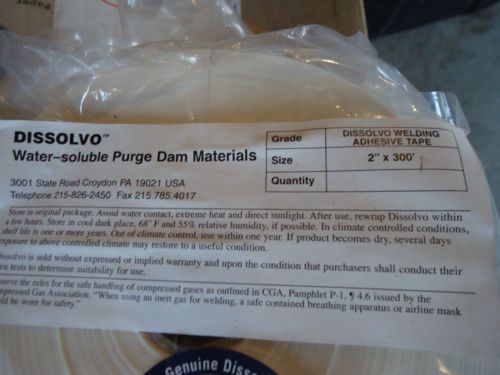 Paper
DISSOLVO™
Water–soluble Purge Dam Materials
3001 State Road Croydon PA 19021 USA
Telephone 215-826-2450 Fax 215.785.4017
Grade DISSOLVO WELDING
ADHESIVE TAPE
Size 2" x 300'
Quantity
Store in original package. Avoid water contact, extreme heat and direct sunlight. After use, rewrap Dissolvo within
a few hours. Store in cool dark place, 68° F and 55% relative humidity, if possible. In climate controlled conditions,
shelf life is one or more years. Out of climate control, use within one year. If product becomes dry, several days
exposure to above controlled climate may restore to a useful condition.
Dissolvo is sold without expressed or implied warranty and upon the condition that purchasers shall conduct their
own tests to determine suitability for use.
serve the rules for the safe handling of compressed gases as outlined in CGA, Pamphlet P-1, ¶ 4.6 issued by the
mpressed Gas Association. "When using an inert gas for welding, a safe contained breathing apparatus or airline mask
uld be worn for safety."
Genuine Disso